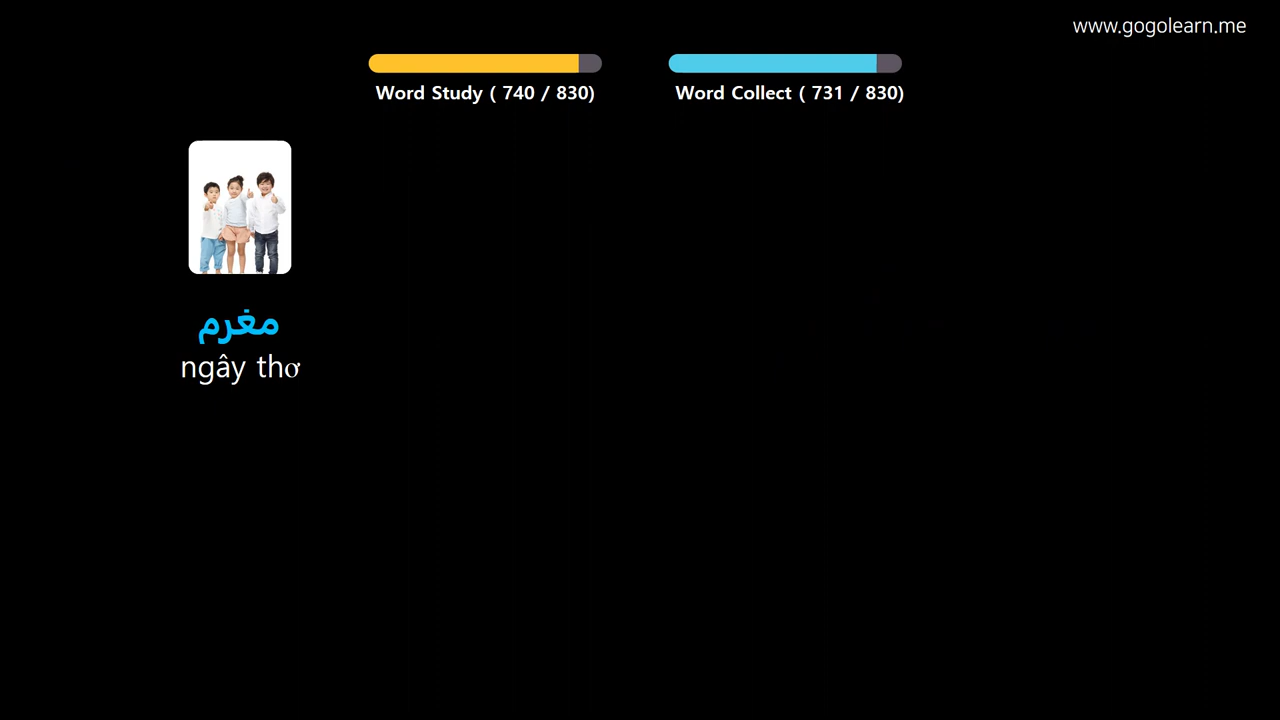 www.gogolearn.me
Word Study ( 740 / 830)
Word Collect ( 731 / 830)
مغرم
ngây thơ